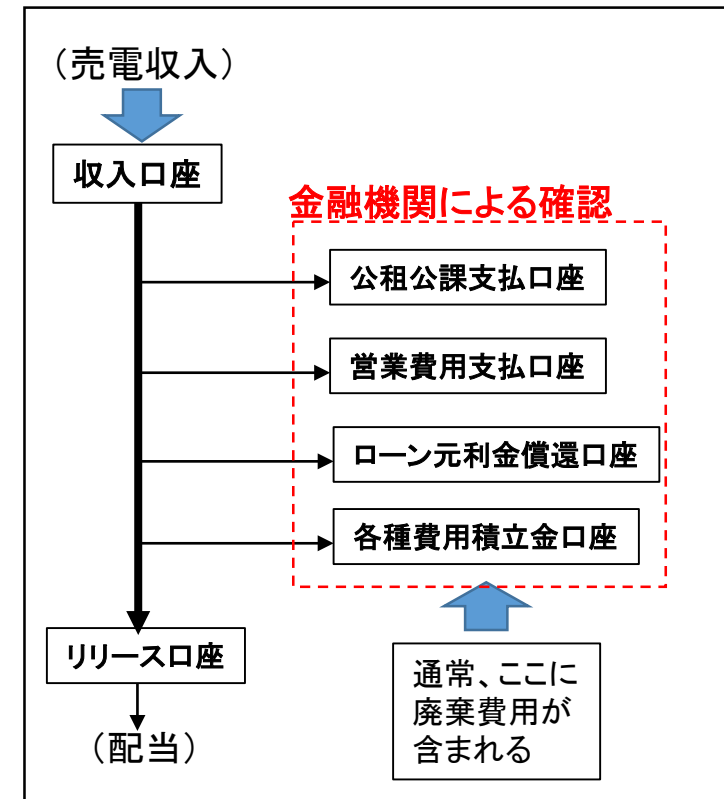 （売電収入）
収入口座
金融機関による確認
公租公課支払口座
営業費用支払口座
ローン元利金償還口座
各種費用積立金口座
リリース口座
（配当）
通常、ここに
廃棄費用が
含まれる